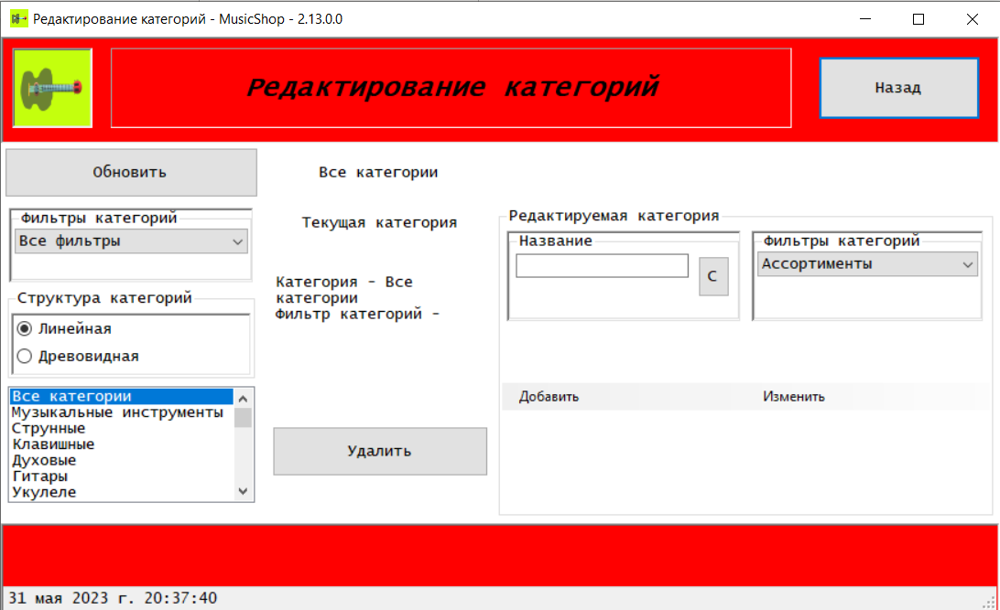 Редактирование категорий - MusicShop - 2.13.0.0
Редактирование категорий
Назад
Обновить
Все категории
Фильтры категорий
Все фильтры
Текущая категория
Редактируемая категория
Название
С
Фильтры категорий
Ассортименты
Категория - Все
категории
Фильтр категорий -
Структура категорий
Линейная
Древовидная
Все категории
Музыкальные инструменты
Струнные
Клавишные
Духовые
Гитары
Укулеле
Удалить
Добавить
Изменить
31 мая 2023 г. 20:37:40